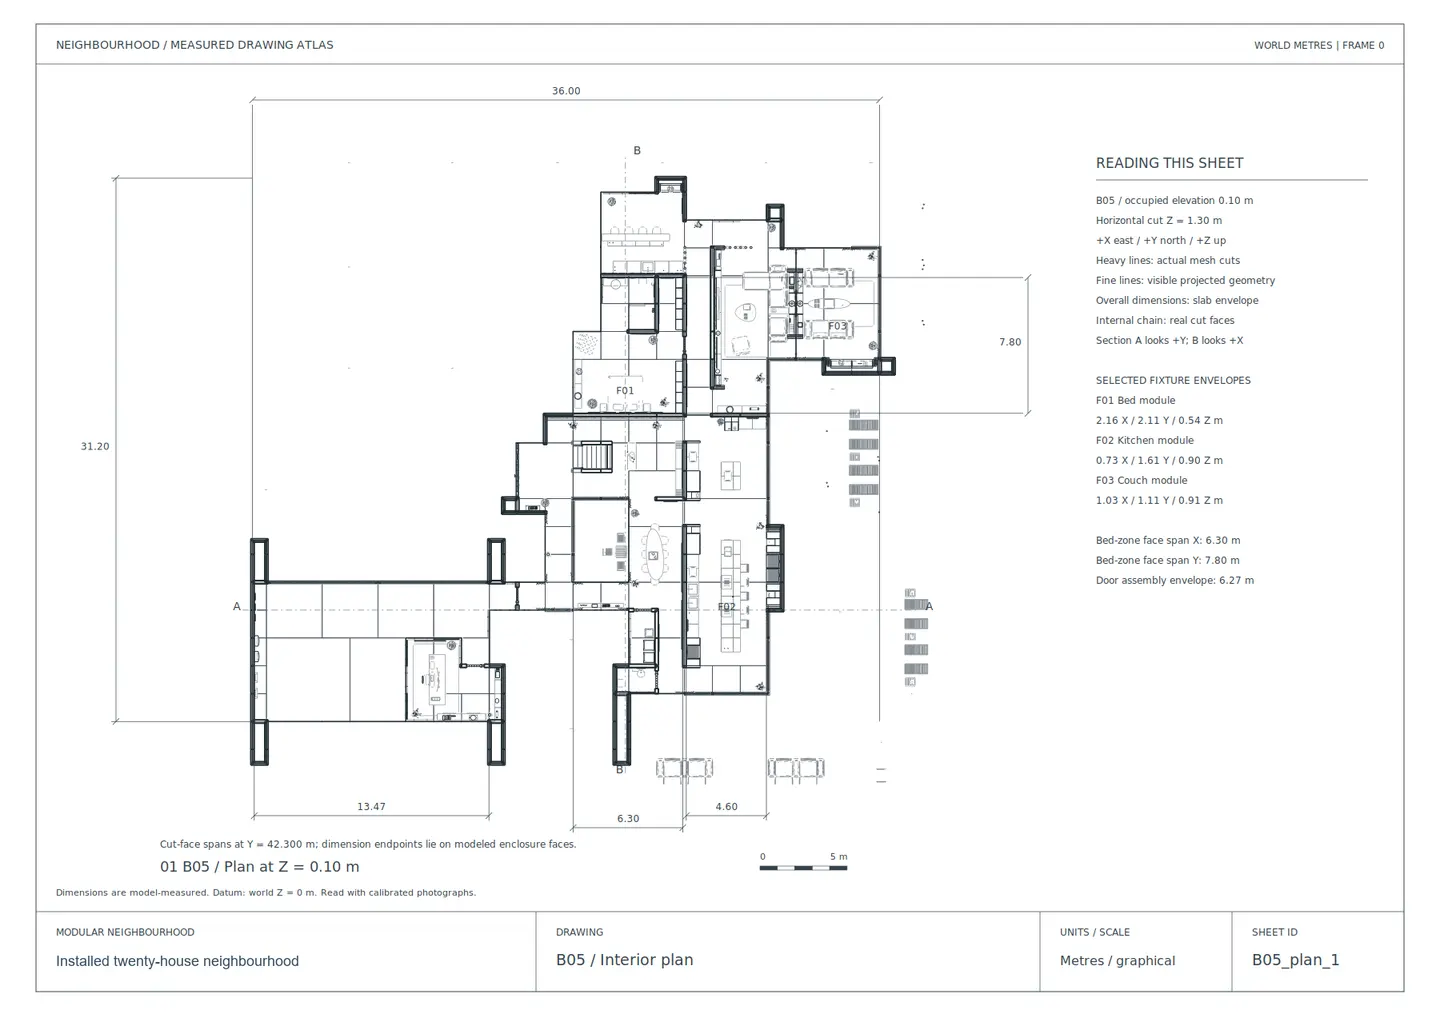 NEIGHBOURHOOD / MEASURED DRAWING ATLAS
WORLD METRES | FRAME 0
36.00
B
31.20
7.80
F03
F01
F02
A
A
B
13.47
6.30
4.60
READING THIS SHEET
B05 / occupied elevation 0.10 m
Horizontal cut Z = 1.30 m
+X east / +Y north / +Z up
Heavy lines: actual mesh cuts
Fine lines: visible projected geometry
Overall dimensions: slab envelope
Internal chain: real cut faces
Section A looks +Y; B looks +X
SELECTED FIXTURE ENVELOPES
F01 Bed module
2.16 X / 2.11 Y / 0.54 Z m
F02 Kitchen module
0.73 X / 1.61 Y / 0.90 Z m
F03 Couch module
1.03 X / 1.11 Y / 0.91 Z m
Bed-zone face span X: 6.30 m
Bed-zone face span Y: 7.80 m
Door assembly envelope: 6.27 m
Cut-face spans at Y = 42.300 m; dimension endpoints lie on modeled enclosure faces.
01 B05 / Plan at Z = 0.10 m
0 5 m
Dimensions are model-measured. Datum: world Z = 0 m. Read with calibrated photographs.
MODULAR NEIGHBOURHOOD
Installed twenty-house neighbourhood
DRAWING
B05 / Interior plan
UNITS / SCALE
Metres / graphical
SHEET ID
B05_plan_1